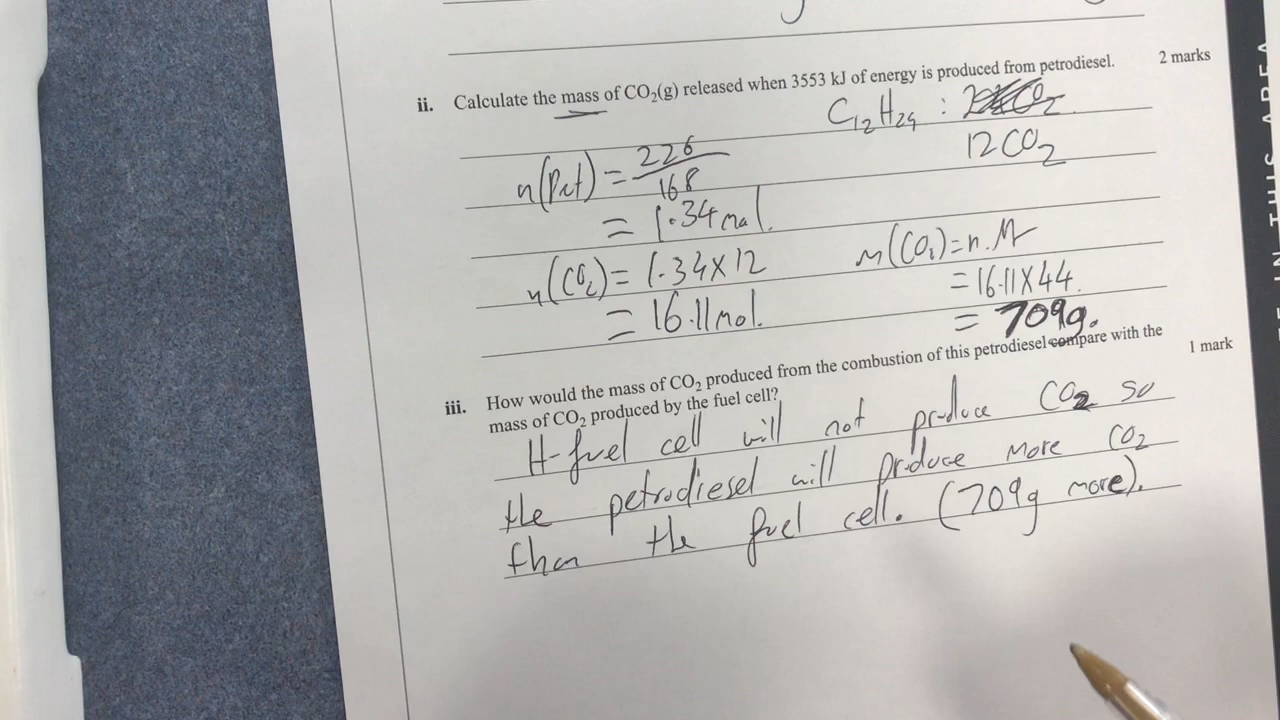 ii. Calculate the mass of CO₂(g) released when 3553 kJ of energy is produced from petrodiesel. 2 marks
C₁₂H₂₄ :
12CO₂
n(Pet) = 226/168
= 1.34 mol.
n(CO₂) = 1.34 X 12
= 16.11 mol.
m(CO₂) = n.M
= 16.11 X 44.
= 709g.
iii. How would the mass of CO₂ produced from the combustion of this petrodiesel compare with the 1 mark
mass of CO₂ produced by the fuel cell?
H-fuel cell will not produce CO₂ so
the petrodiesel will produce more CO₂
than the fuel cell. (709g more).
IN THIS AREA